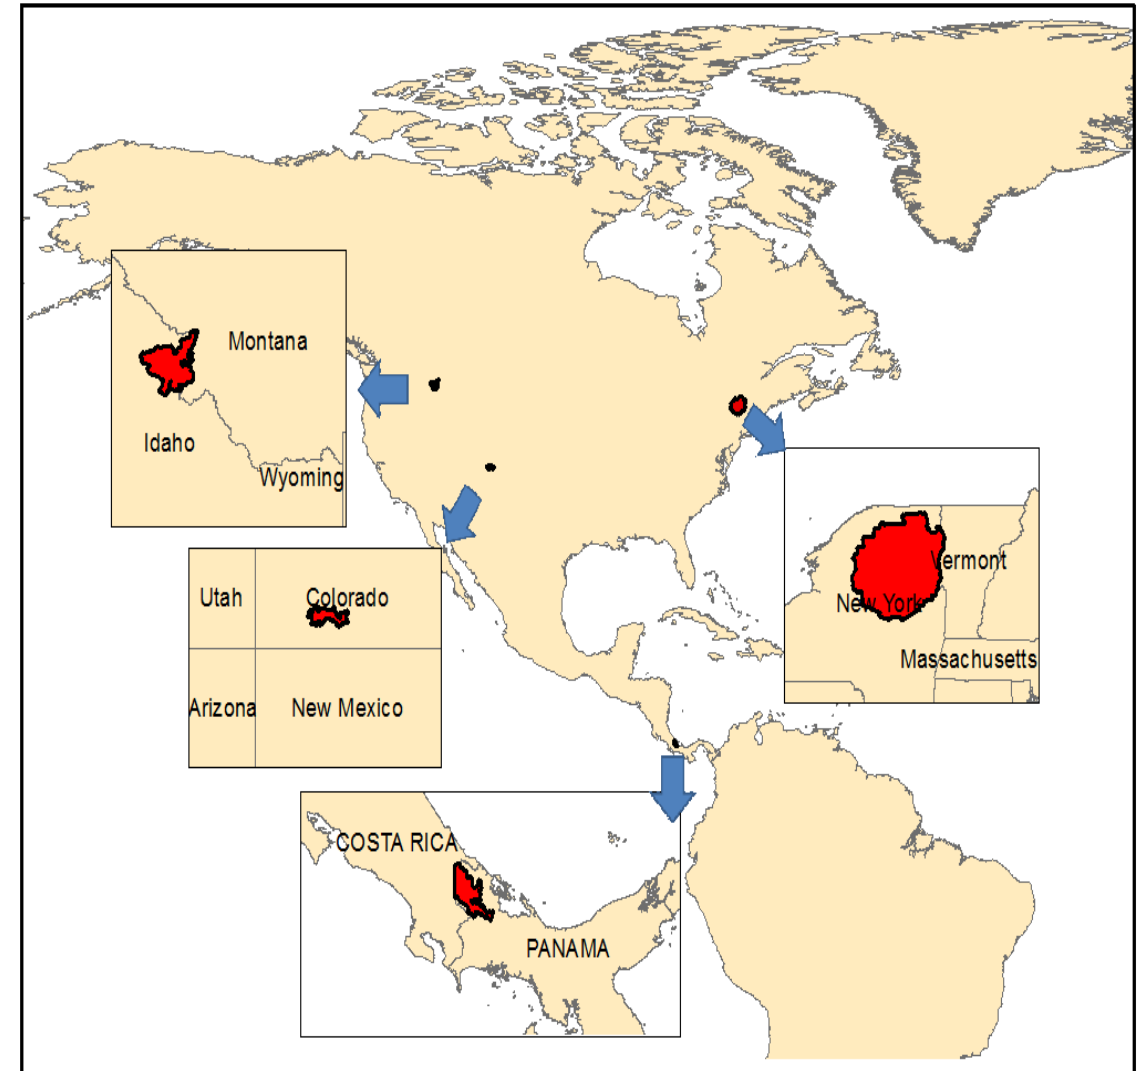 Montana
Idaho
Wyoming
Vermont
New York
Massachusetts
Utah
Colorado
Arizona
New Mexico
COSTA RICA
PANAMA